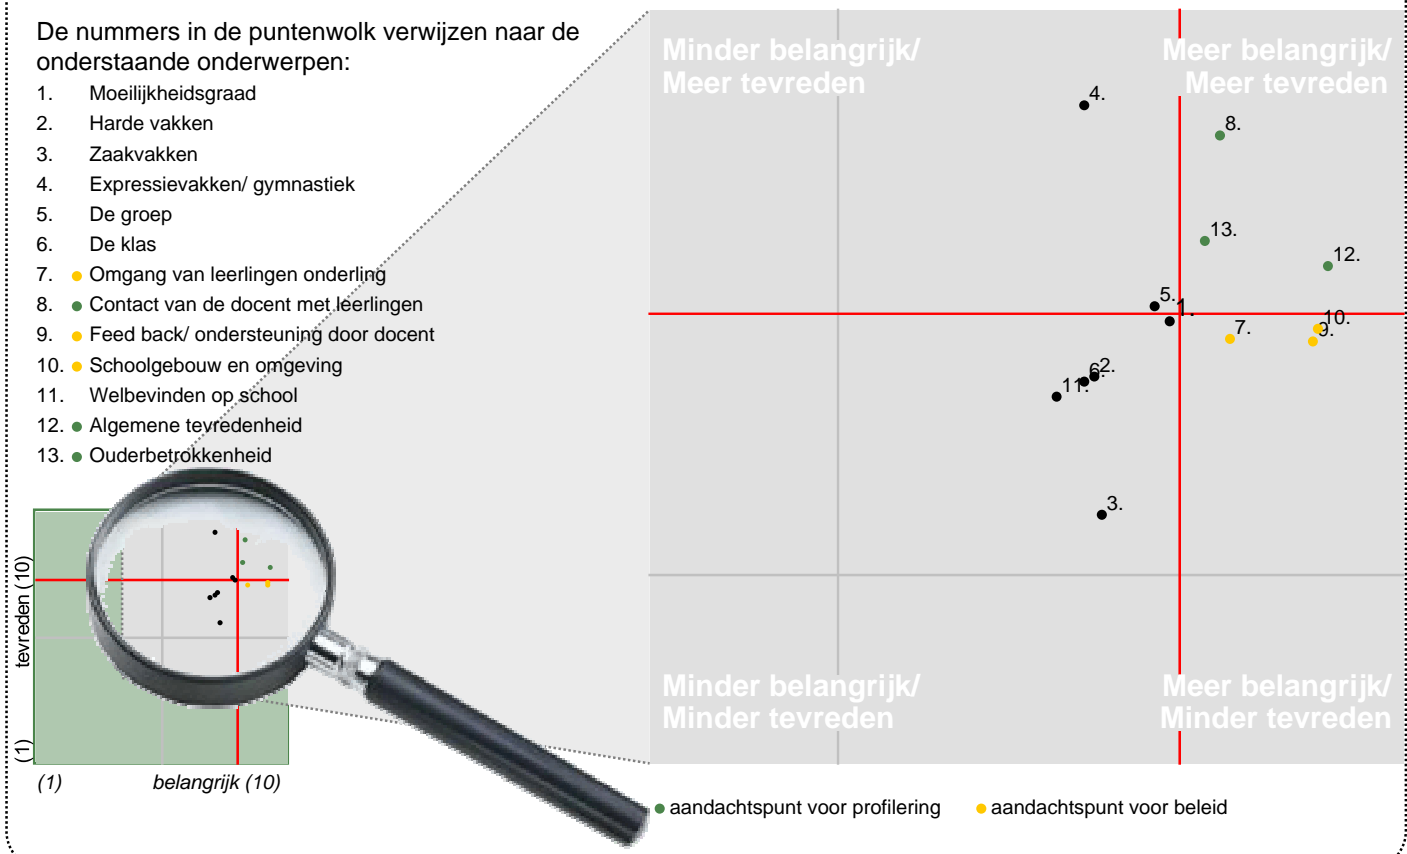 De nummers in de puntenwolk verwijzen naar de
onderstaande onderwerpen:
1. Moeilijkheidsgraad
2. Harde vakken
3. Zaakvakken
4. Expressievakken/ gymnastiek
5. De groep
6. De klas
7. Omgang van leerlingen onderling
8. Contact van de docent met leerlingen
9. Feed back/ ondersteuning door docent
10. Schoolgebouw en omgeving
11. Welbevinden op school
12. Algemene tevredenheid
13. Ouderbetrokkenheid
Minder belangrijk/
Meer tevreden
Meer belangrijk/
Meer tevreden
4.
8.
13.
12.
5.
1.
7.
10.
9.
2.
6.
11.
3.
Minder belangrijk/
Minder tevreden
Meer belangrijk/
Minder tevreden
tevreden (10)
(1)
(1)
belangrijk (10)
aandachtspunt voor profilering
aandachtspunt voor beleid